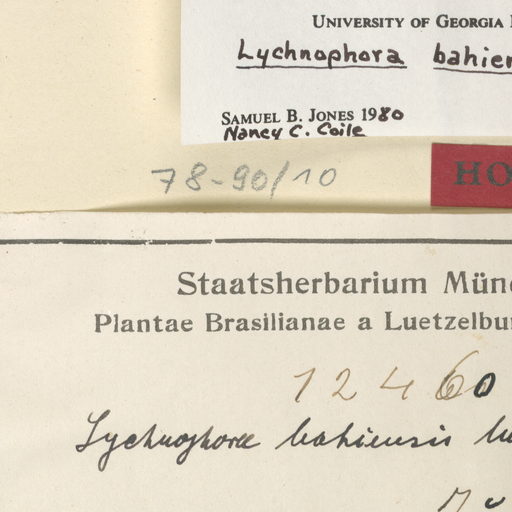 UNIVERSITY OF GEORGIA
Lychnophora bahien
SAMUEL B. JONES 1980
Nancy C. Coile
78-90/10
HO
Staatsherbarium Mün
Plantae Brasilianae a Luetzelbu
12460
Lychnophora bahiensis